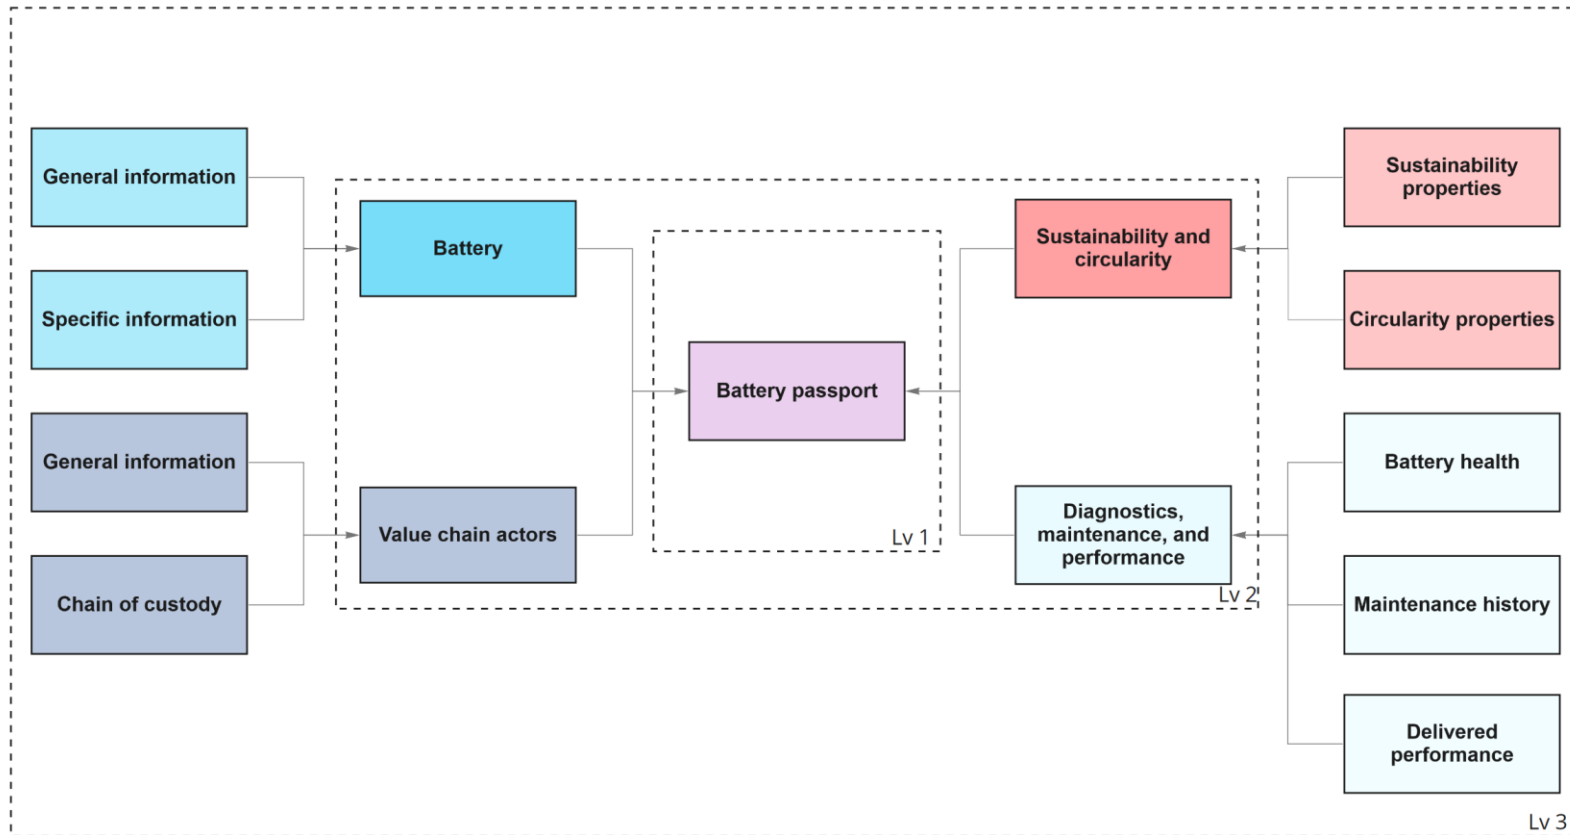 General information
Specific information
General information
Chain of custody
Battery
Value chain actors
Battery passport
Lv 1
Sustainability and
circularity
Diagnostics,
maintenance, and
performance
Lv 2
Sustainability
properties
Circularity properties
Battery health
Maintenance history
Delivered
performance
Lv 3